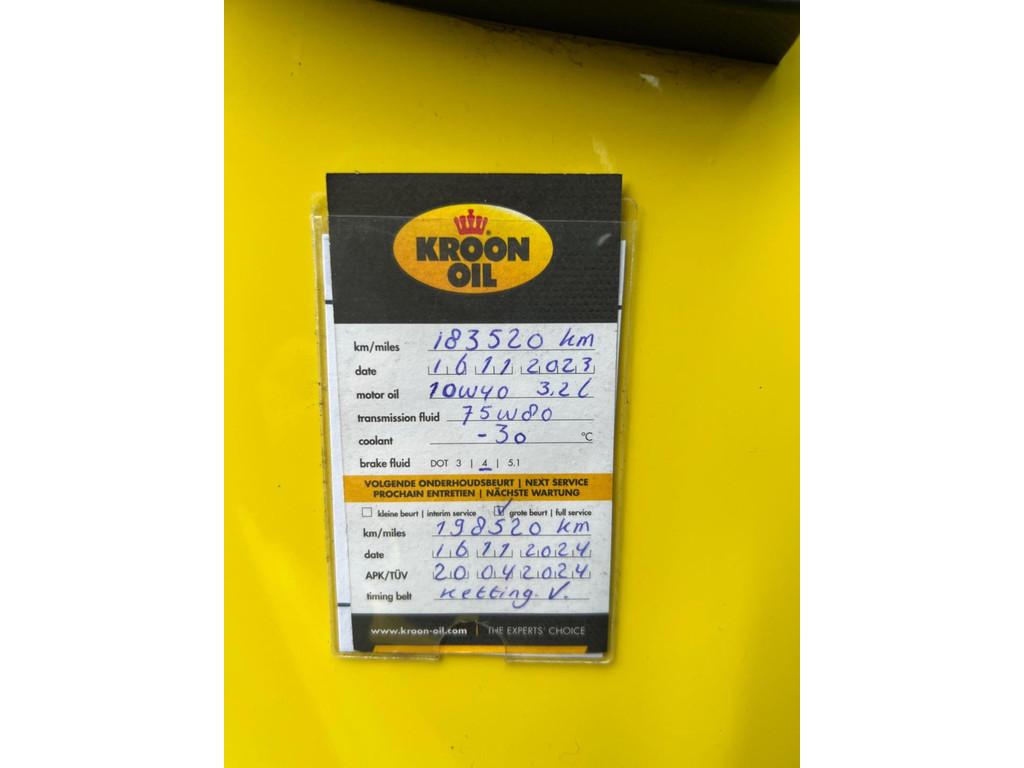 KROON
OIL
km/miles 183520 km
date 16 11 2023
motor oil 10W40 3,2 l
transmission fluid 75W80
coolant -30 °C
brake fluid DOT 3 | 4 | 5.1
VOLGENDE ONDERHOUDSBEURT | NEXT SERVICE
PROCHAIN ENTRETIEN | NÄCHSTE WARTUNG
kleine beurt | interim service grote beurt | full service
km/miles 198520 km
date 16 11 2024
APK/TÜV 20 04 2024
timing belt Ketting. V.
www.kroon-oil.com | THE EXPERTS' CHOICE